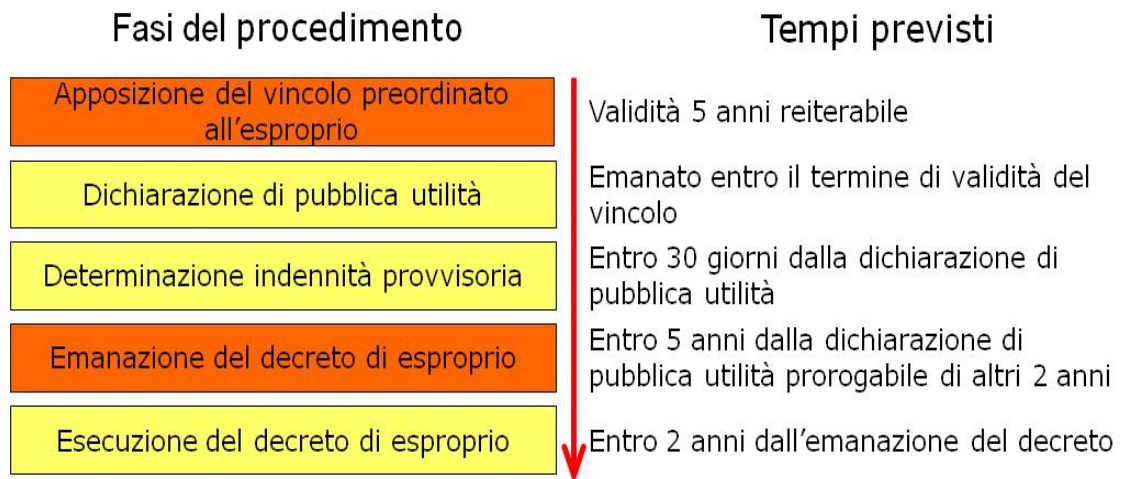 Fasi del procedimento
Tempi previsti
Apposizione del vincolo preordinato
all'esproprio
Validità 5 anni reiterabile
Dichiarazione di pubblica utilità
Emanato entro il termine di validità del
vincolo
Determinazione indennità provvisoria
Entro 30 giorni dalla dichiarazione di
pubblica utilità
Emanazione del decreto di esproprio
Entro 5 anni dalla dichiarazione di
pubblica utilità prorogabile di altri 2 anni
Esecuzione del decreto di esproprio
Entro 2 anni dall'emanazione del decreto